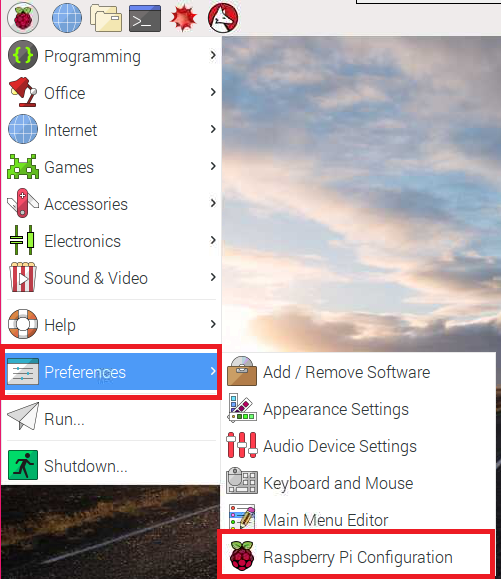 Programming
Office
Internet
Games
Accessories
Electronics
Sound & Video
Help
Preferences
Run...
Shutdown...
Add / Remove Software
Appearance Settings
Audio Device Settings
Keyboard and Mouse
Main Menu Editor
Raspberry Pi Configuration